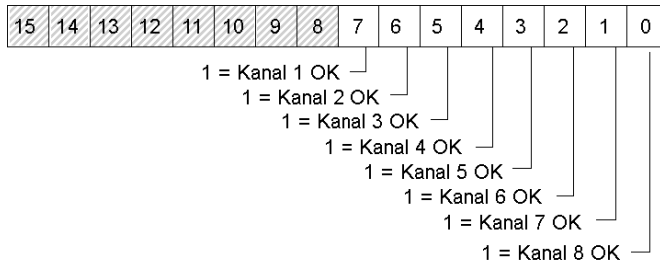 15 14 13 12 11 10 9 8 7 6 5 4 3 2 1 0
1 = Kanal 1 OK
1 = Kanal 2 OK
1 = Kanal 3 OK
1 = Kanal 4 OK
1 = Kanal 5 OK
1 = Kanal 6 OK
1 = Kanal 7 OK
1 = Kanal 8 OK